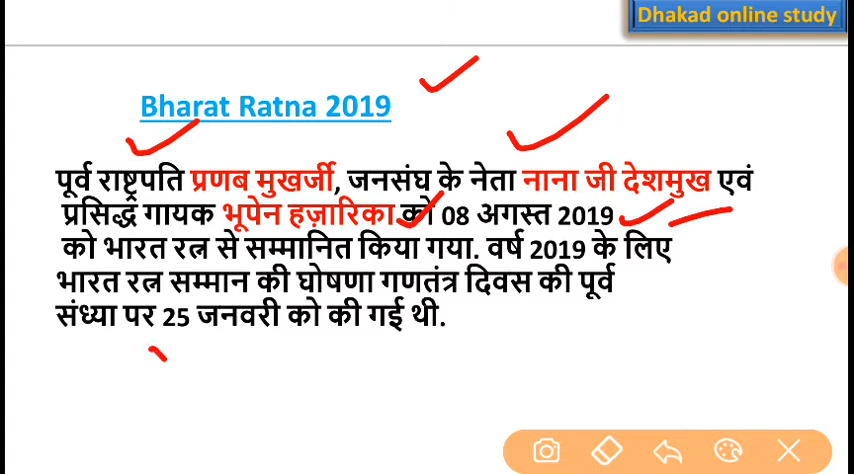 Dhakad online study
Bharat Ratna 2019
पूर्व राष्ट्रपति प्रणब मुखर्जी, जनसंघ के नेता नाना जी देशमुख एवं
प्रसिद्ध गायक भूपेन हज़ारिका को 08 अगस्त 2019
को भारत रत्न से सम्मानित किया गया. वर्ष 2019 के लिए
भारत रत्न सम्मान की घोषणा गणतंत्र दिवस की पूर्व
संध्या पर 25 जनवरी को की गई थी.